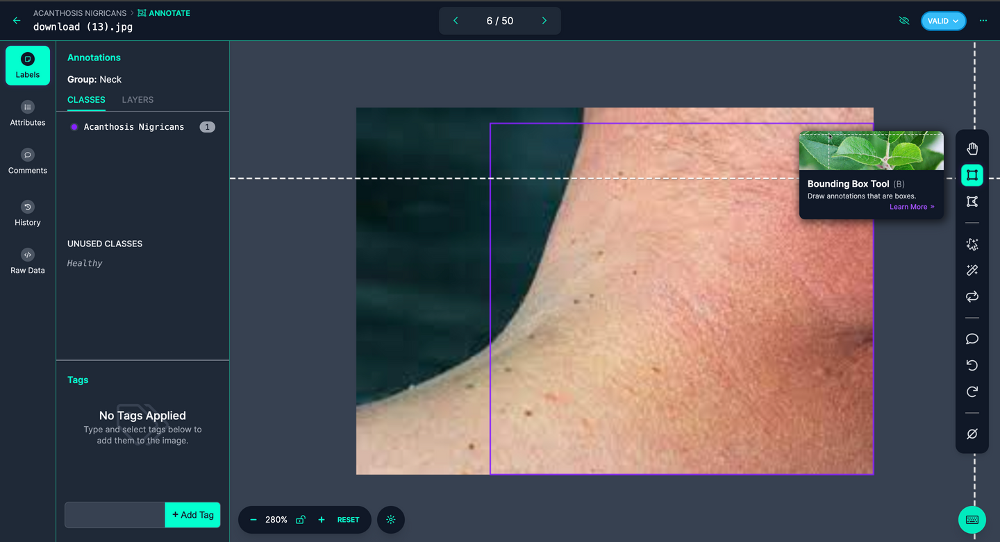 ACANTHOSIS NIGRICANS > ANNOTATE
download (13).jpg
6 / 50
VALID
Labels
Attributes
Comments
History
Raw Data
Annotations
Group: Neck
CLASSES LAYERS
Acanthosis Nigricans 1
UNUSED CLASSES
Healthy
Tags
No Tags Applied
Type and select tags below to
add them to the image.
+ Add Tag
Bounding Box Tool (B)
Draw annotations that are boxes.
Learn More »
− 280% + RESET